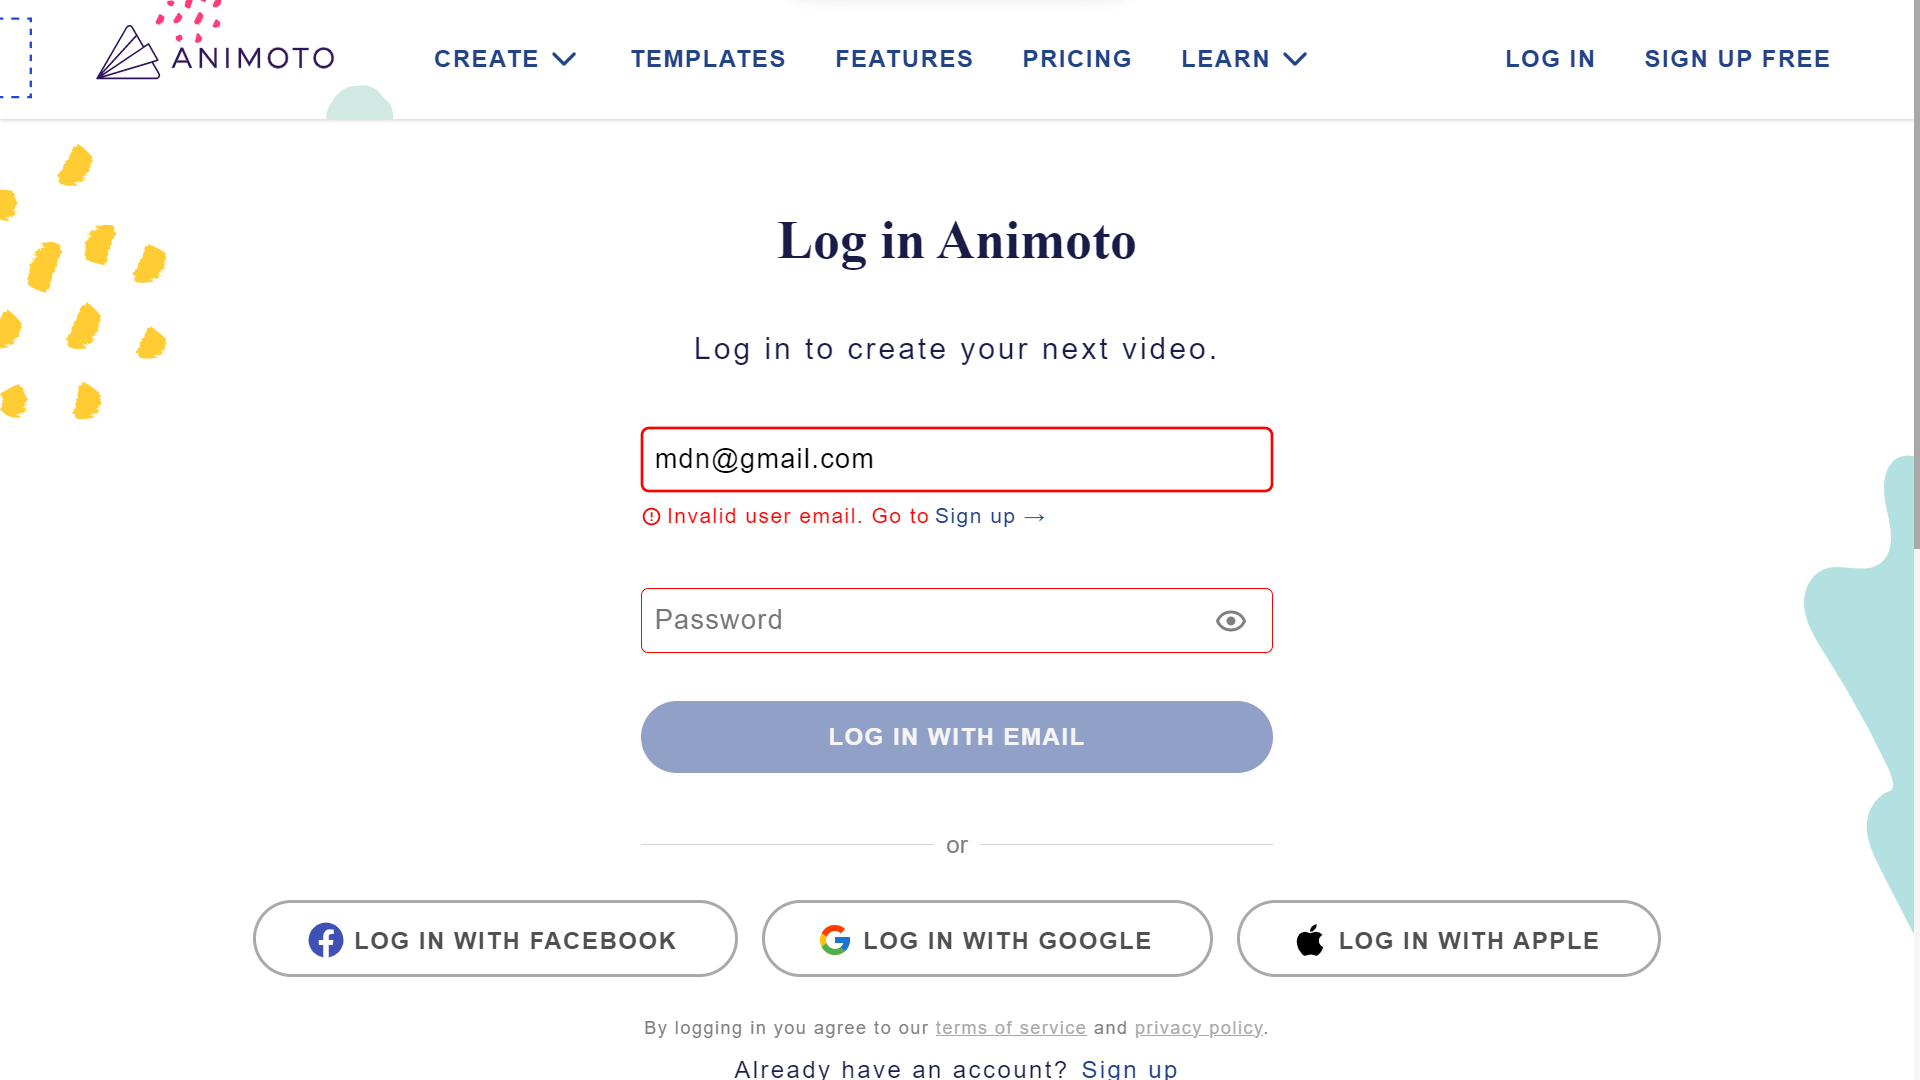 ANIMOTO CREATE TEMPLATES FEATURES PRICING LEARN LOG IN SIGN UP FREE
Log in Animoto
Log in to create your next video.
mdn@gmail.com
Invalid user email. Go to Sign up →
Password
LOG IN WITH EMAIL
or
LOG IN WITH FACEBOOK LOG IN WITH GOOGLE LOG IN WITH APPLE
By logging in you agree to our terms of service and privacy policy.
Already have an account? Sign up